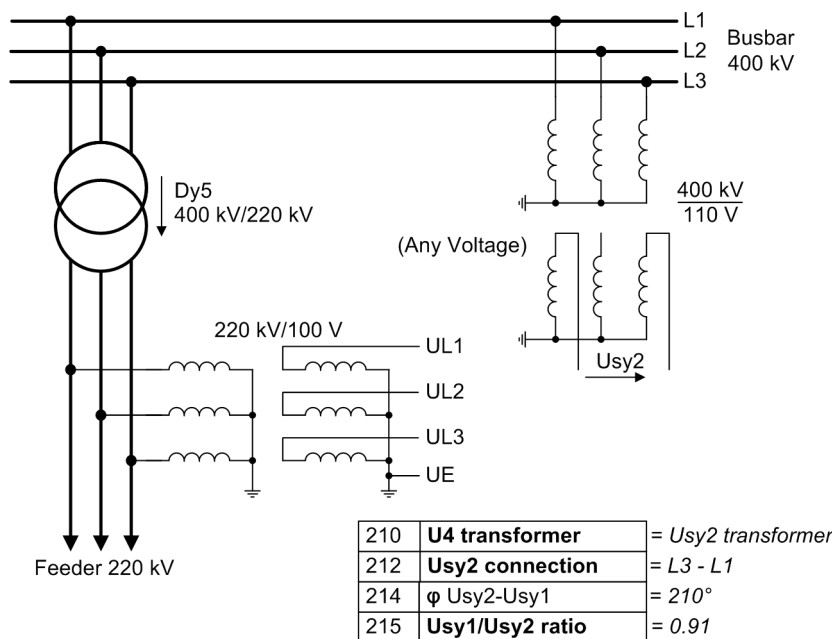 L1
L2
L3
Busbar
400 kV
Dy5
400 kV/220 kV
400 kV
110 V
(Any Voltage)
Usy2
220 kV/100 V
UL1
UL2
UL3
UE
Feeder 220 kV
210 U4 transformer = Usy2 transformer
212 Usy2 connection = L3 - L1
214 φ Usy2-Usy1 = 210°
215 Usy1/Usy2 ratio = 0.91